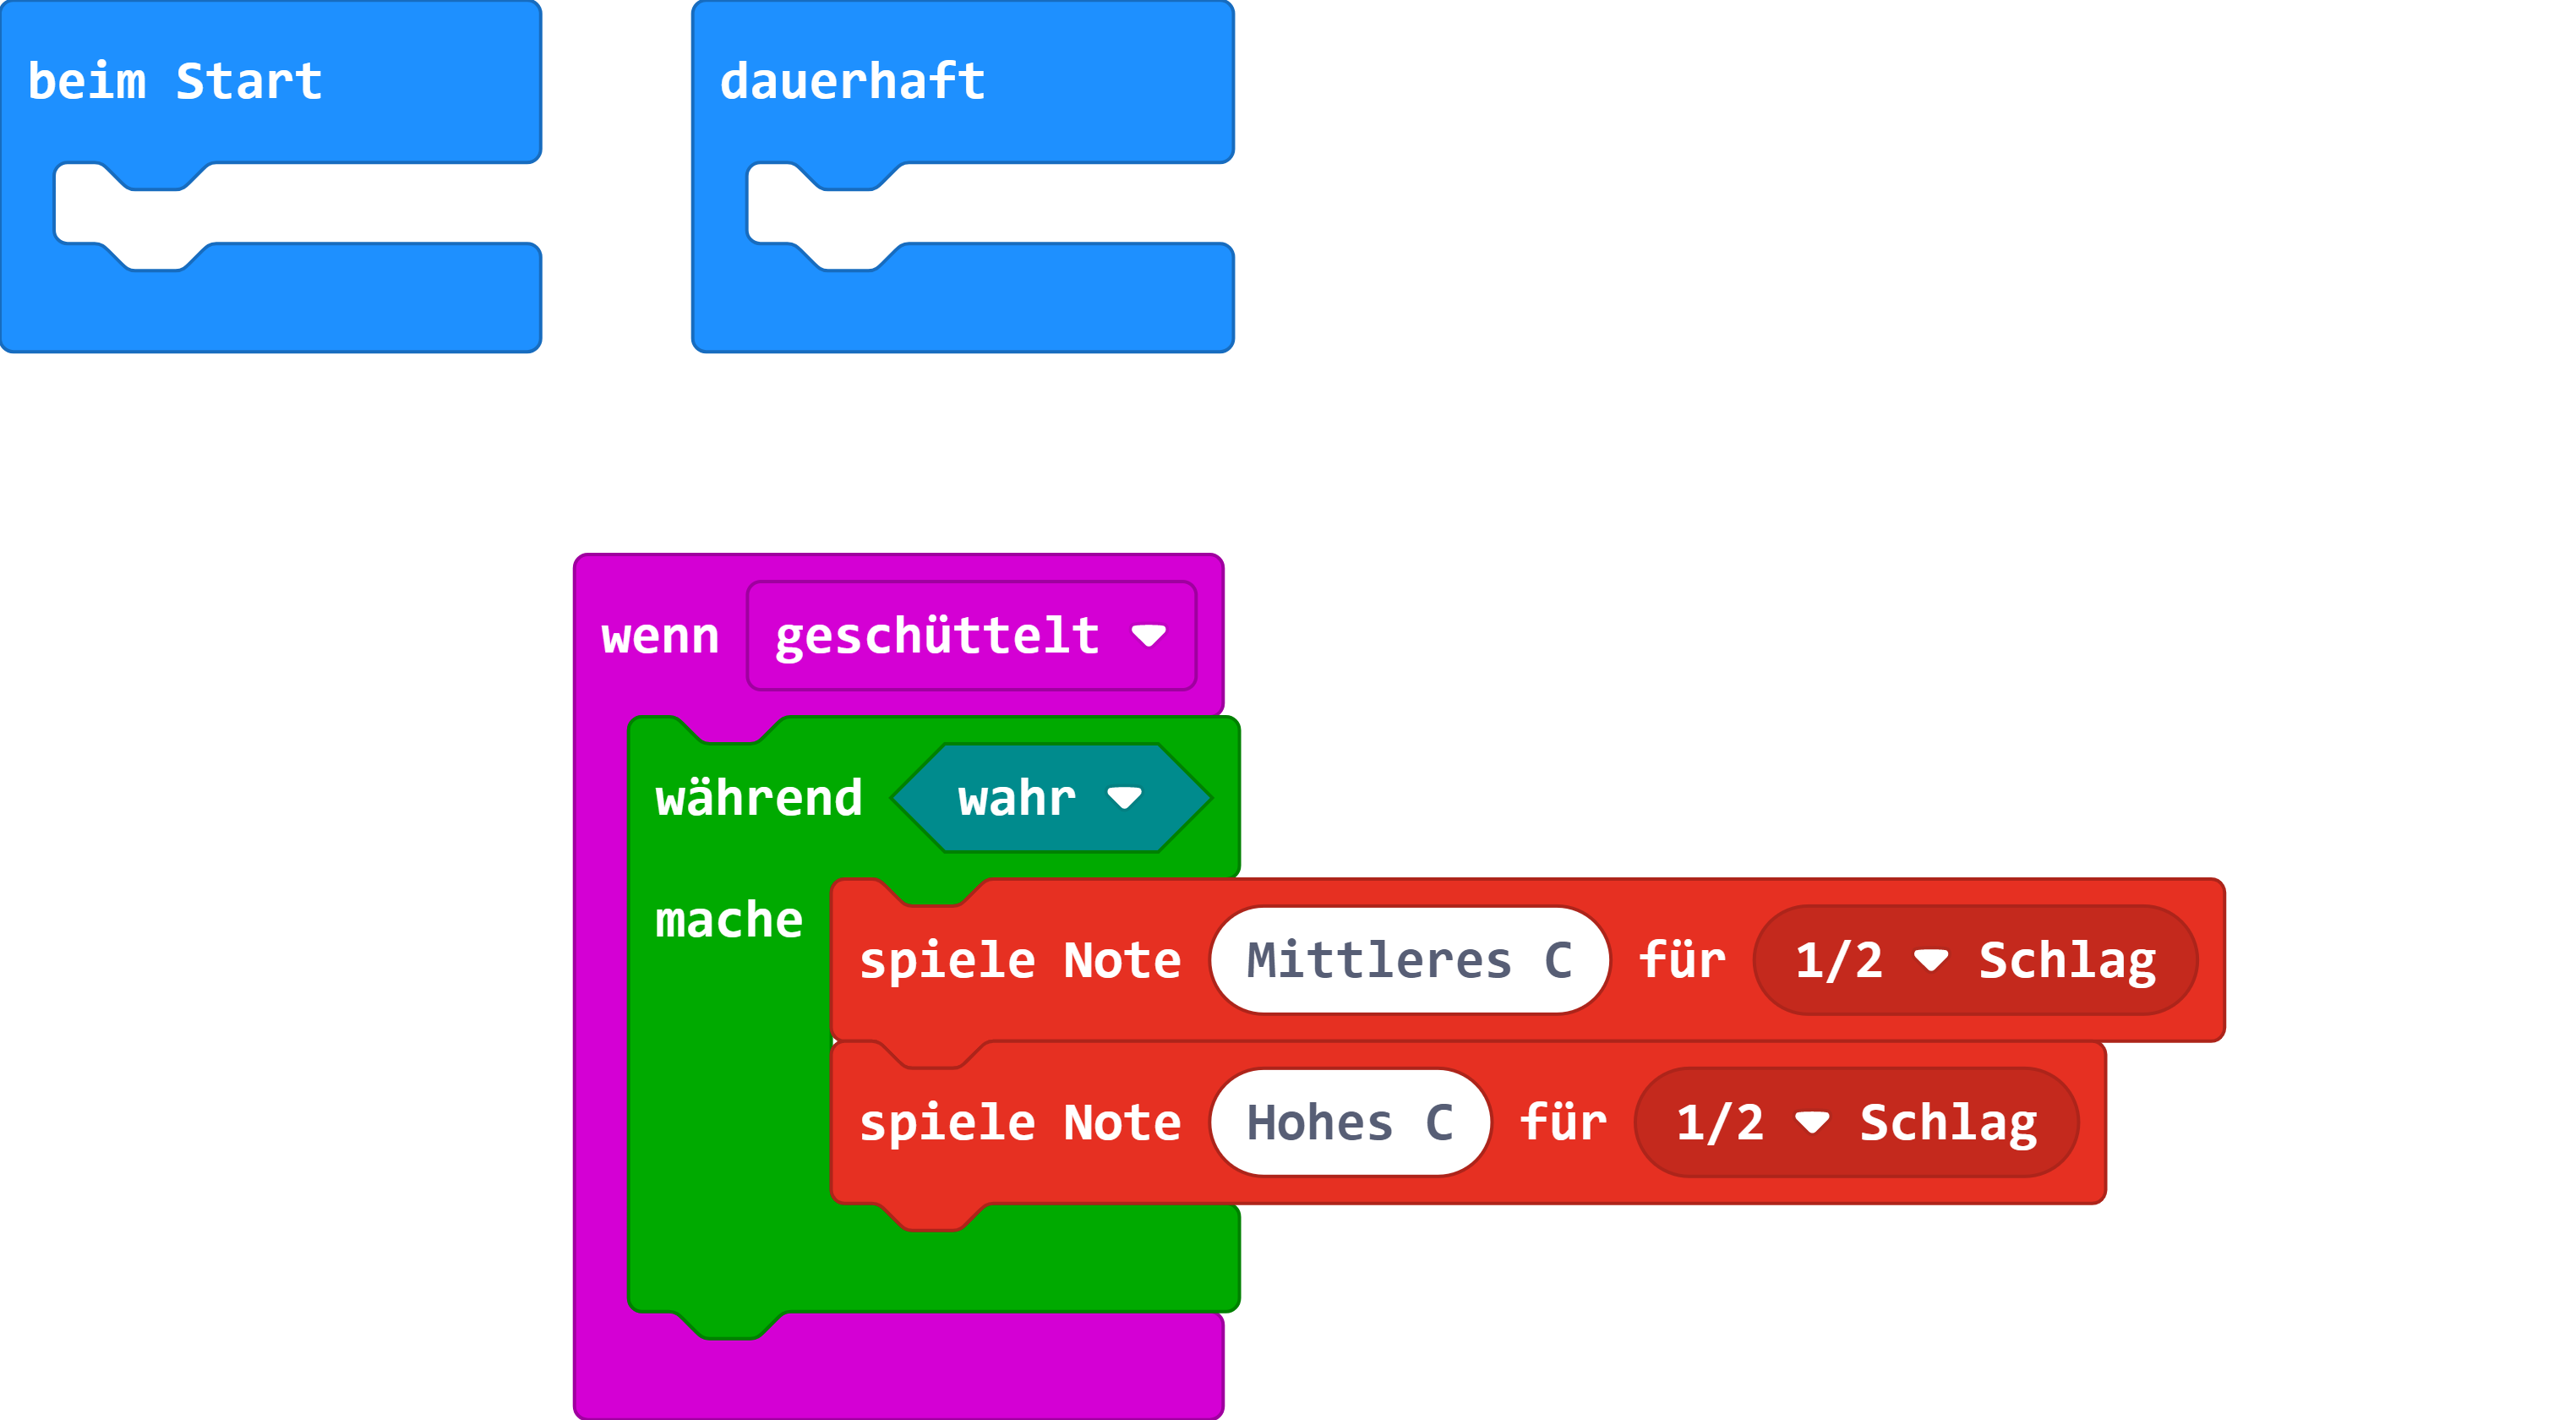 beim Start
dauerhaft
wenn geschüttelt
während wahr
mache
spiele Note Mittleres C für 1/2 Schlag
spiele Note Hohes C für 1/2 Schlag